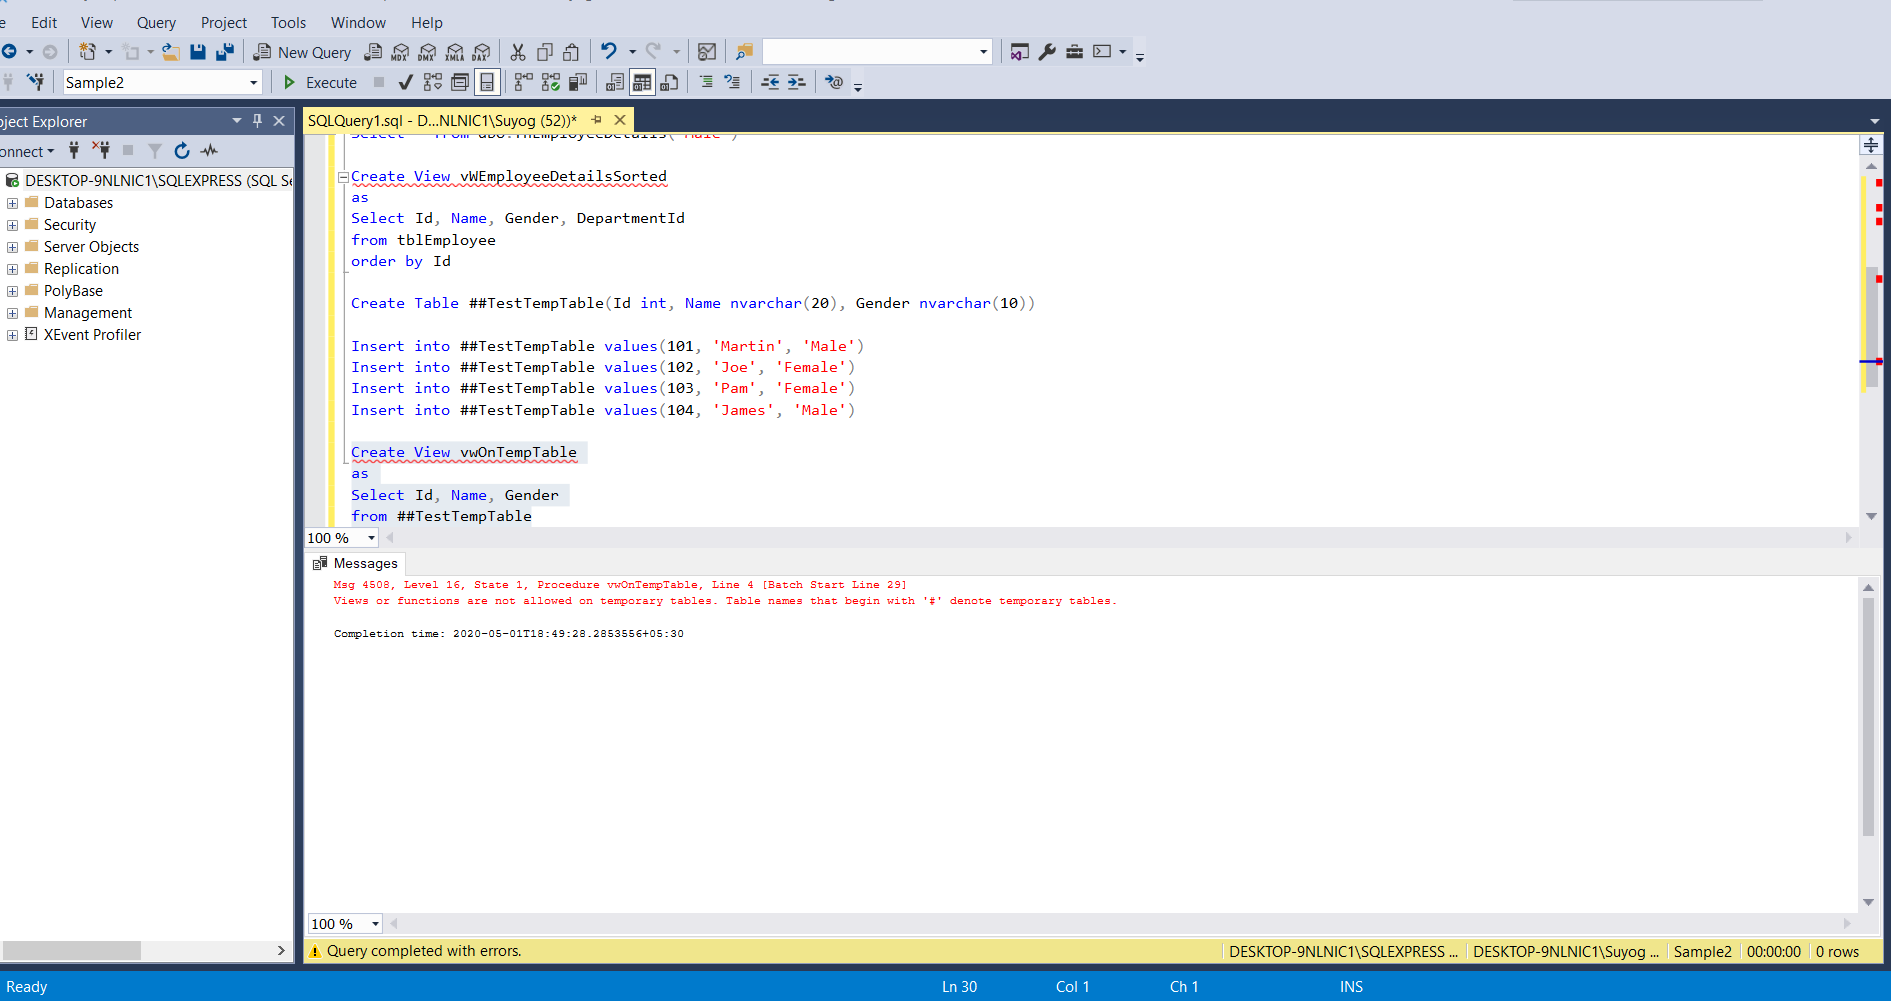 e Edit View Query Project Tools Window Help
New Query MDX DMX XMLA DAX
Sample2 Execute
ject Explorer
onnect
DESKTOP-9NLNIC1\SQLEXPRESS (SQL Se
Databases
Security
Server Objects
Replication
PolyBase
Management
XEvent Profiler
SQLQuery1.sql - D...NLNIC1\Suyog (52))*
Create View vWEmployeeDetailsSorted
as
Select Id, Name, Gender, DepartmentId
from tblEmployee
order by Id
Create Table ##TestTempTable(Id int, Name nvarchar(20), Gender nvarchar(10))
Insert into ##TestTempTable values(101, 'Martin', 'Male')
Insert into ##TestTempTable values(102, 'Joe', 'Female')
Insert into ##TestTempTable values(103, 'Pam', 'Female')
Insert into ##TestTempTable values(104, 'James', 'Male')
Create View vwOnTempTable
as
Select Id, Name, Gender
from ##TestTempTable
100 %
Messages
Msg 4508, Level 16, State 1, Procedure vwOnTempTable, Line 4 [Batch Start Line 29]
Views or functions are not allowed on temporary tables. Table names that begin with '#' denote temporary tables.
Completion time: 2020-05-01T18:49:28.2853556+05:30
100 %
Query completed with errors. DESKTOP-9NLNIC1\SQLEXPRESS ... DESKTOP-9NLNIC1\Suyog ... Sample2 00:00:00 0 rows
Ready Ln 30 Col 1 Ch 1 INS